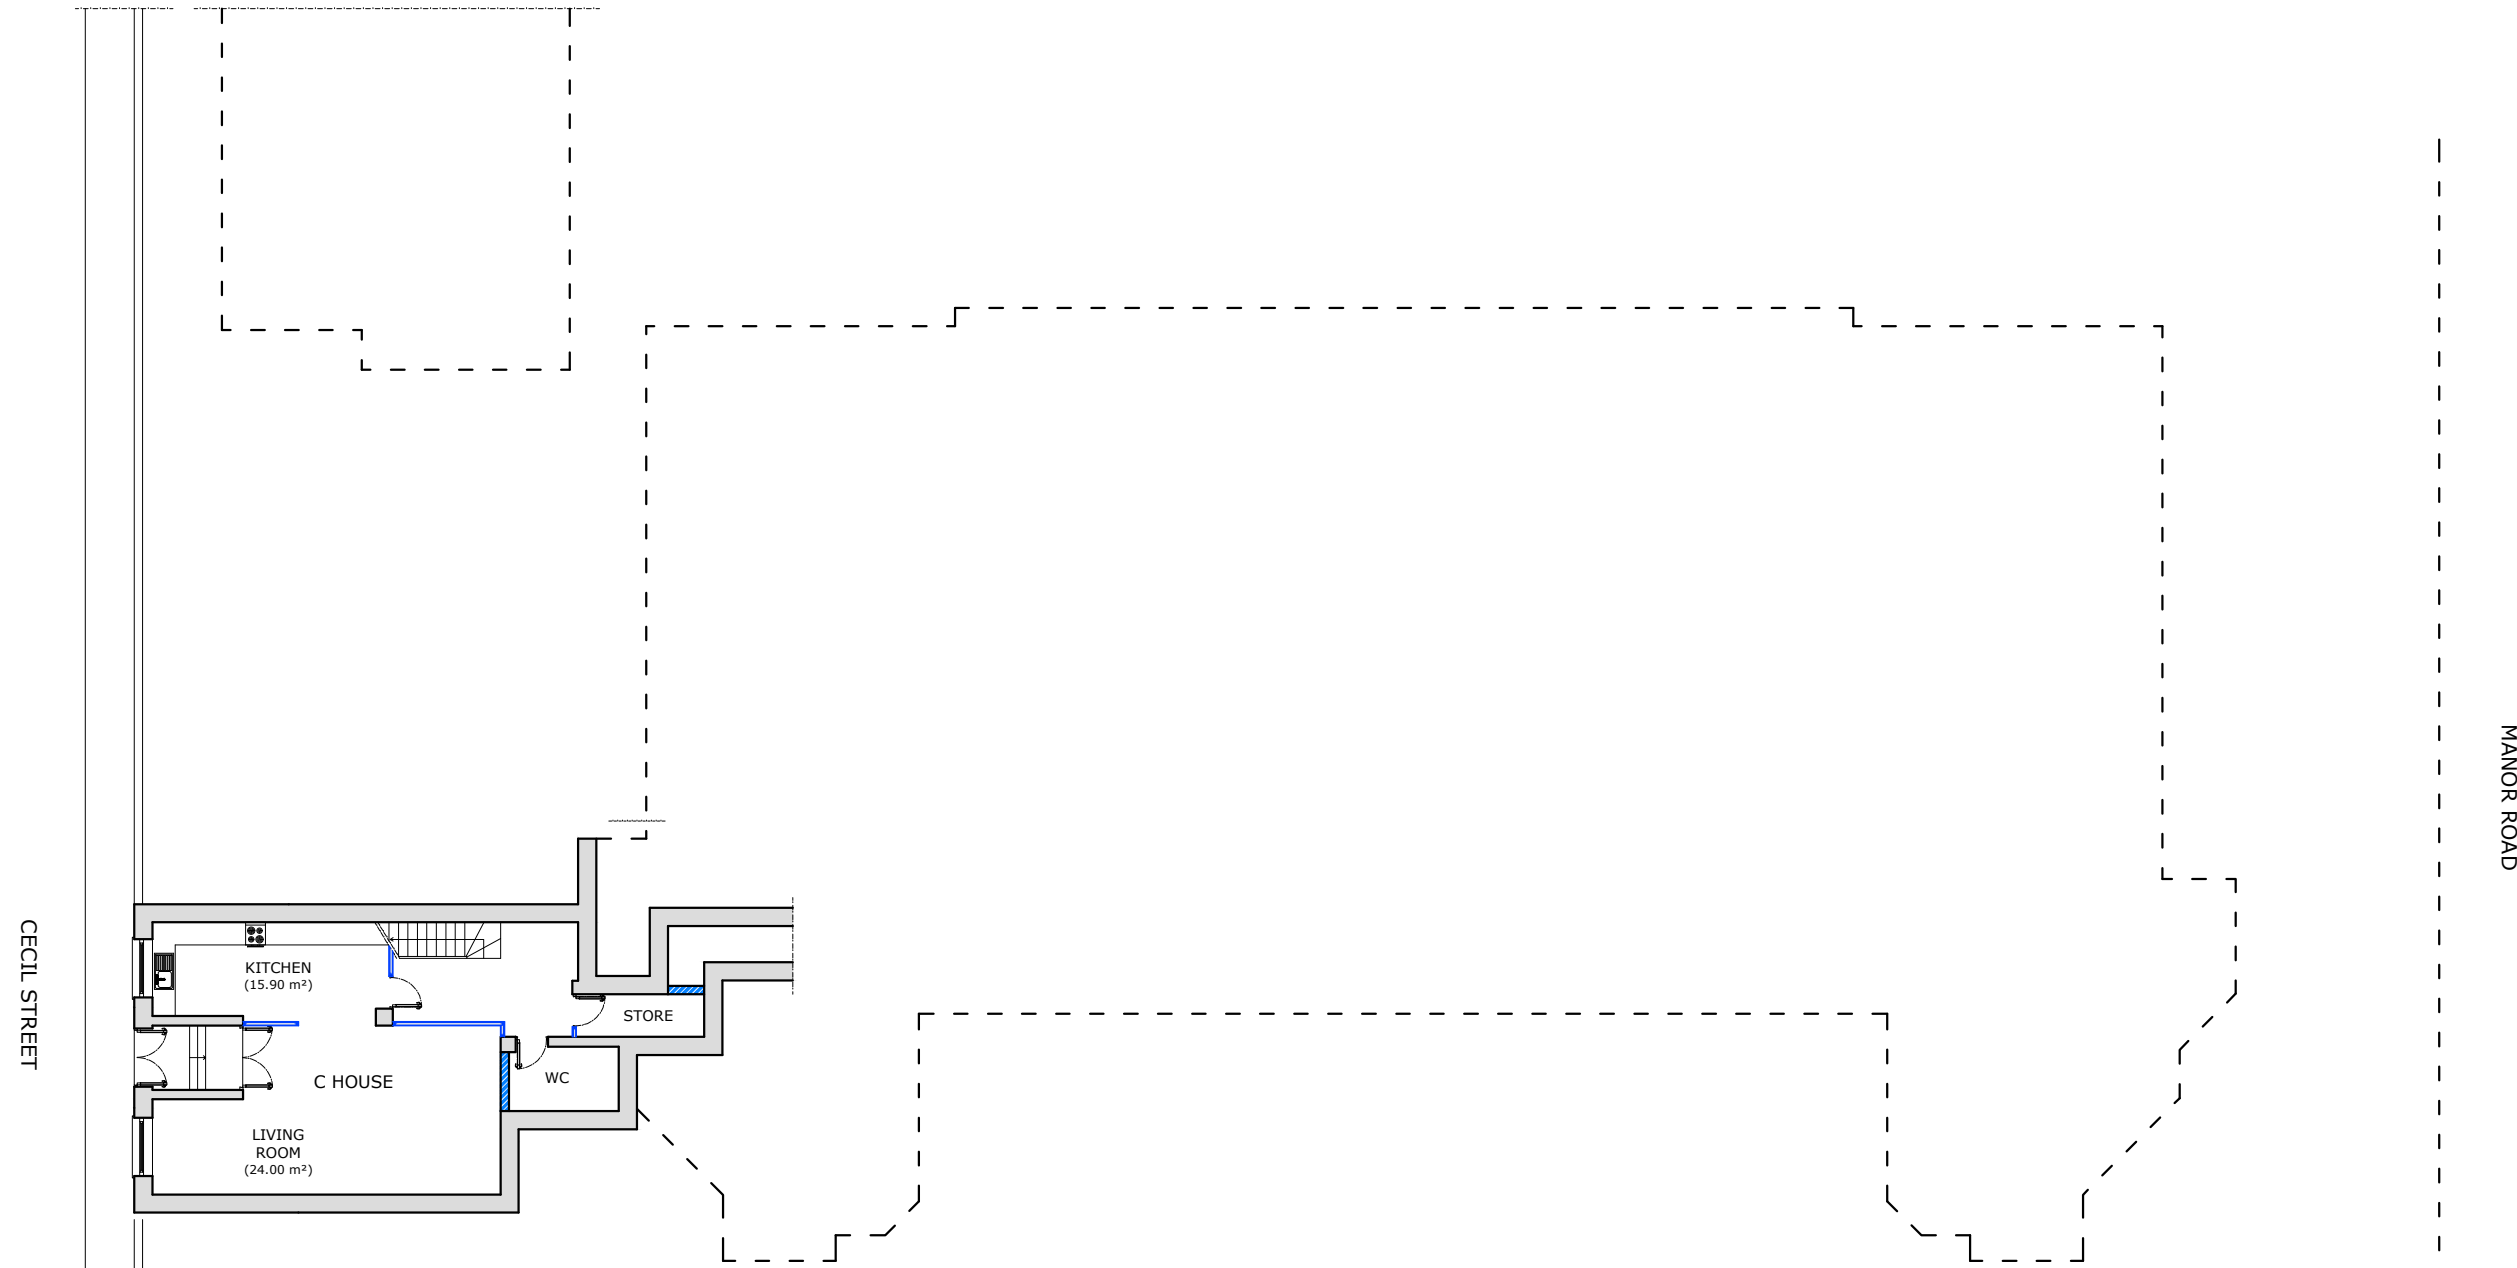 CECIL STREET
KITCHEN
(15.90 m²)
STORE
WC
C HOUSE
LIVING
ROOM
(24.00 m²)
MANOR ROAD